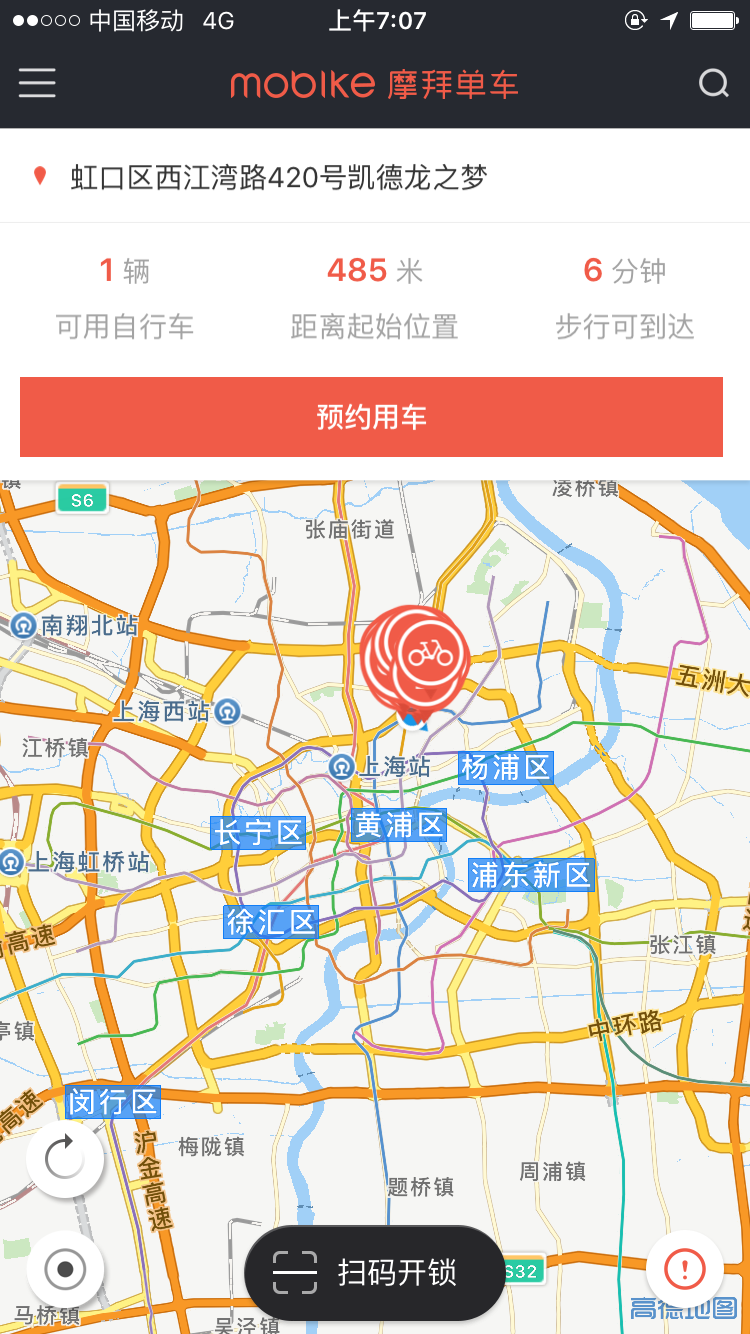 中国移动 4G 上午7:07
mobike 摩拜单车
虹口区西江湾路420号凯德龙之梦
1 辆 485 米 6 分钟
可用自行车 距离起始位置 步行可到达
预约用车
镇 凌桥镇
S6
张庙街道
南翔北站
五洲大
上海西站
江桥镇
上海站 杨浦区
长宁区 黄浦区
上海虹桥站 浦东新区
徐汇区
高速 张江镇
中环路
亭镇
闵行区
高速
沪金高速
梅陇镇
周浦镇
题桥镇
扫码开锁
S32
马桥镇
吴泾镇
高德地图